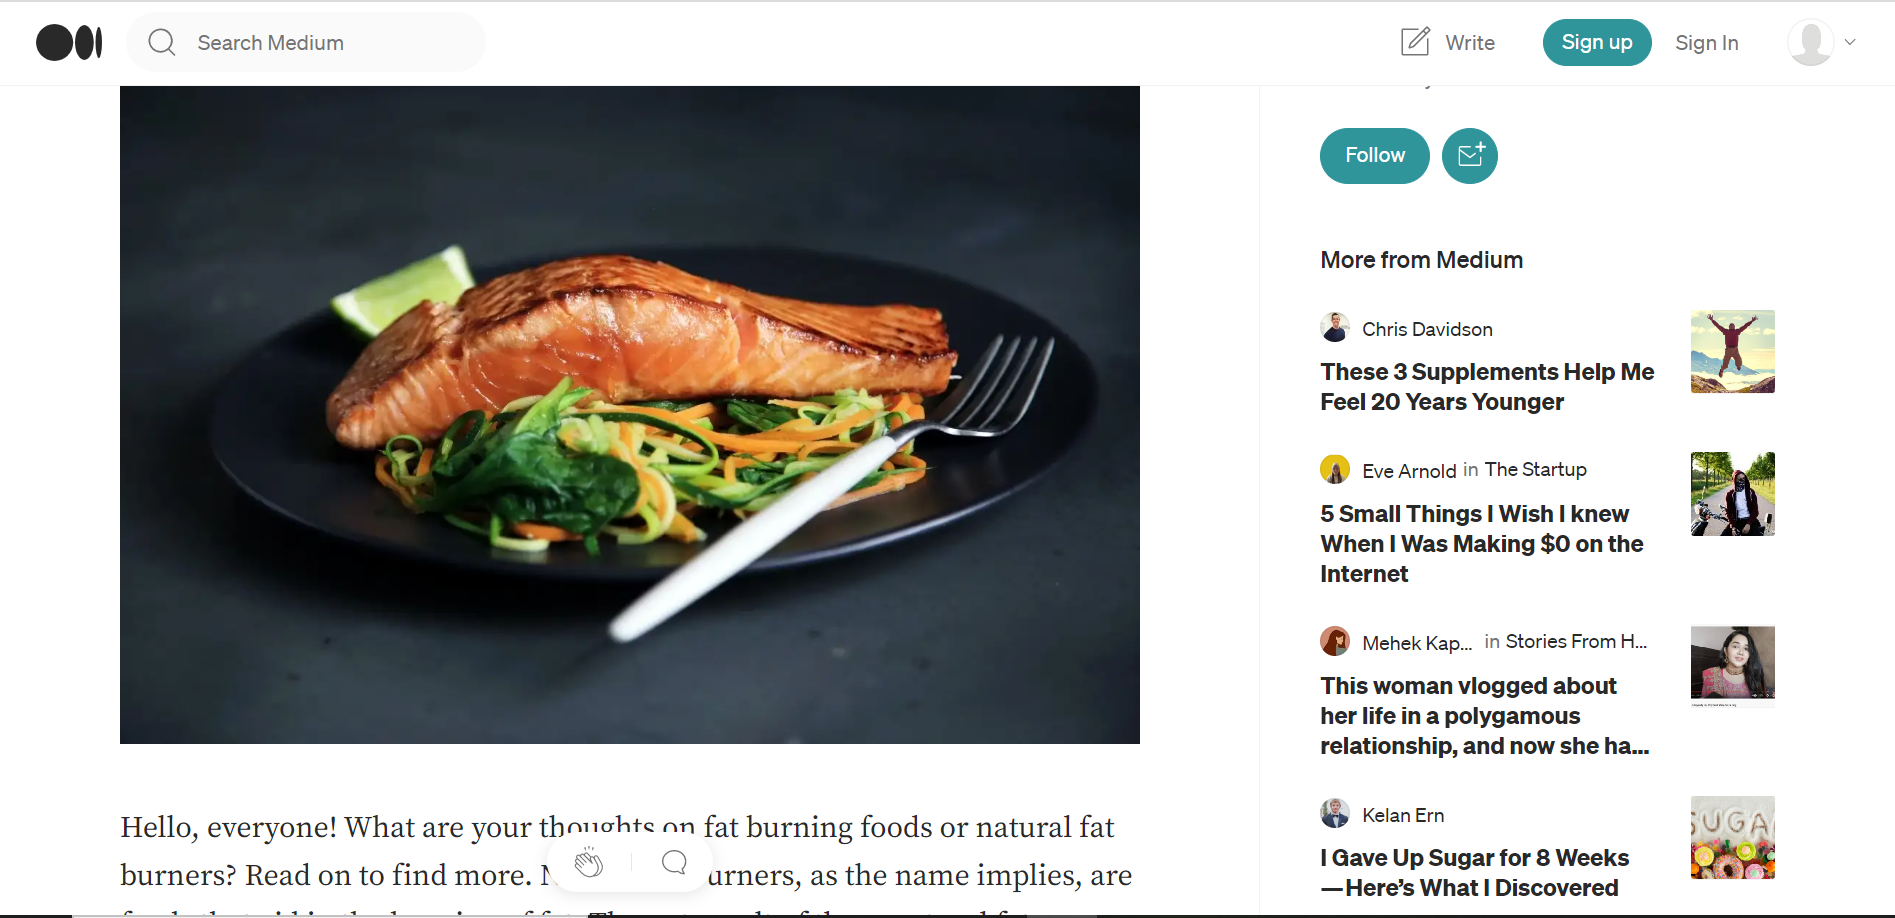 Search Medium
Write
Sign up
Sign In
Follow
More from Medium
Chris Davidson
These 3 Supplements Help Me
Feel 20 Years Younger
Eve Arnold in The Startup
5 Small Things I Wish I knew
When I Was Making $0 on the
Internet
Mehek Kap... in Stories From H...
This woman vlogged about
her life in a polygamous
relationship, and now she ha...
Kelan Ern
I Gave Up Sugar for 8 Weeks
—Here’s What I Discovered
SUGA
Hello, everyone! What are your thoughts on fat burning foods or natural fat
burners? Read on to find more. N urners, as the name implies, are